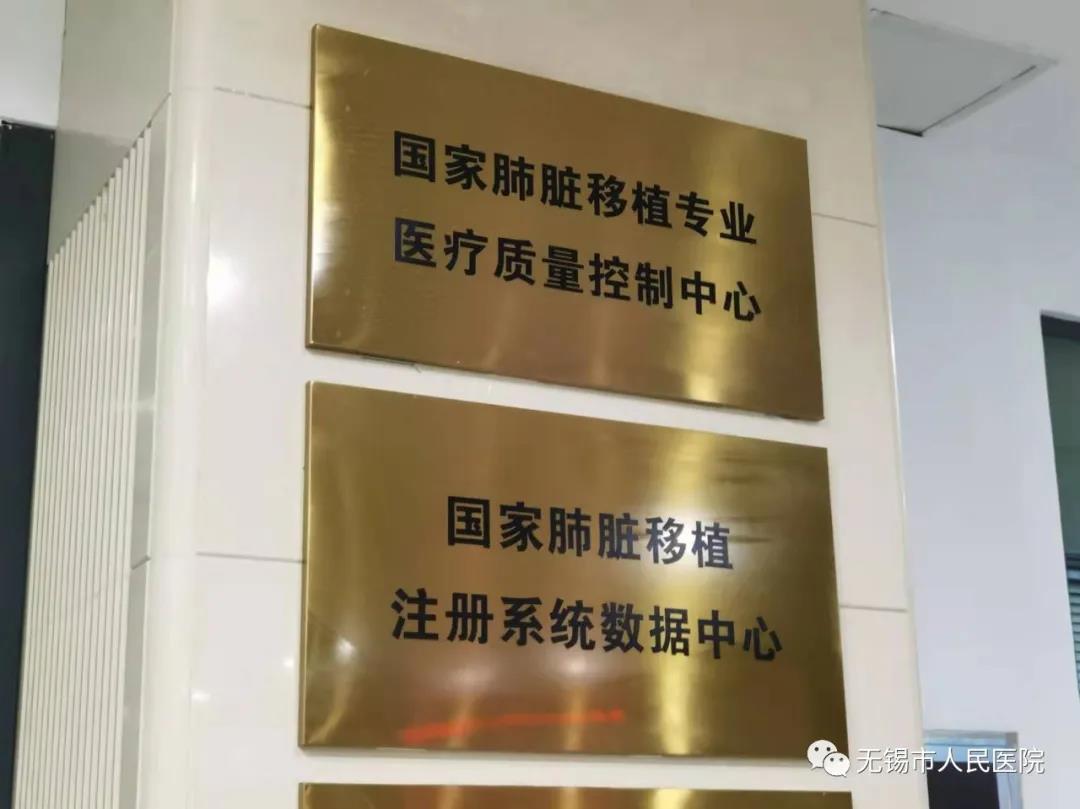 国家肺脏移植专业
医疗质量控制中心
国家肺脏移植
注册系统数据中心
无锡市人民医院